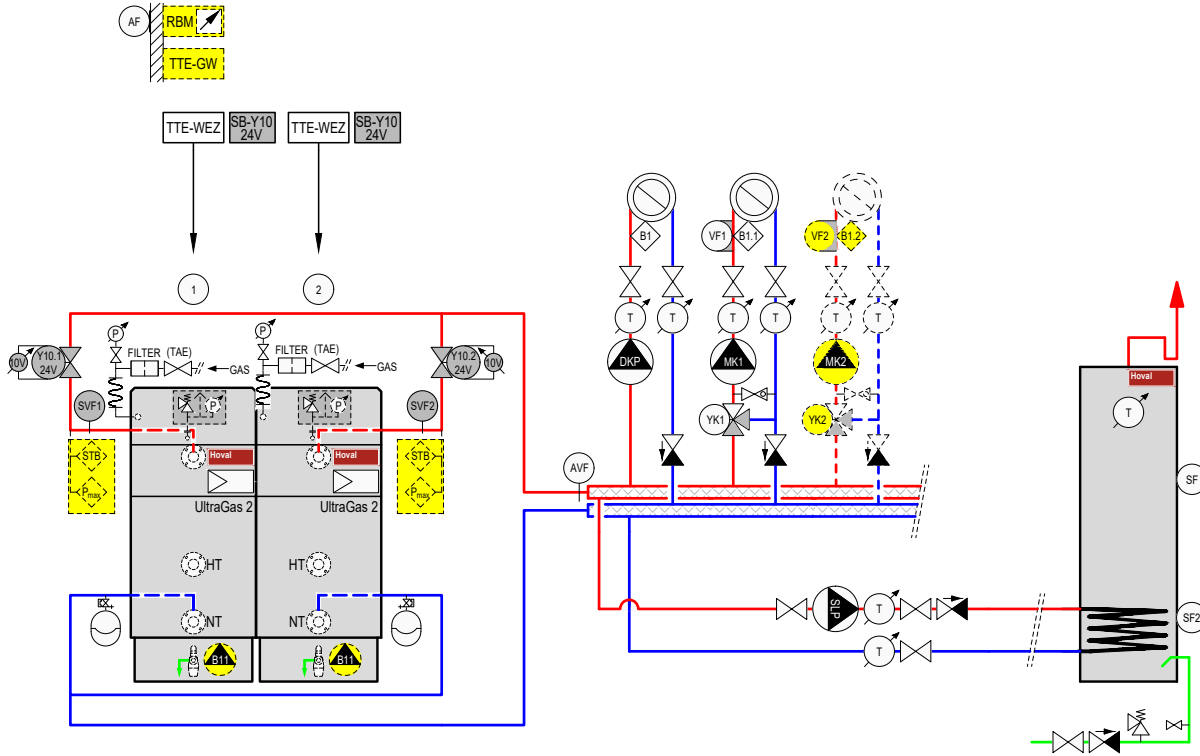 AF
RBM
TTE-GW
TTE-WEZ
SB-Y10
24V
TTE-WEZ
SB-Y10
24V
1
2
B1
VF1
B1.1
VF2
B1.2
T
T
T
T
T
T
P
P
FILTER (TAE)
GAS
FILTER (TAE)
GAS
10V
Y10.1
24V
Y10.2
24V
10V
DKP
MK1
MK2
Hoval
SVF1
P
P
SVF2
T
YK1
YK2
STB
Hoval
Hoval
STB
AVF
SF
Pmax
Pmax
UltraGas 2
UltraGas 2
HT
HT
NT
NT
SLP
T
SF2
T
B11
B11